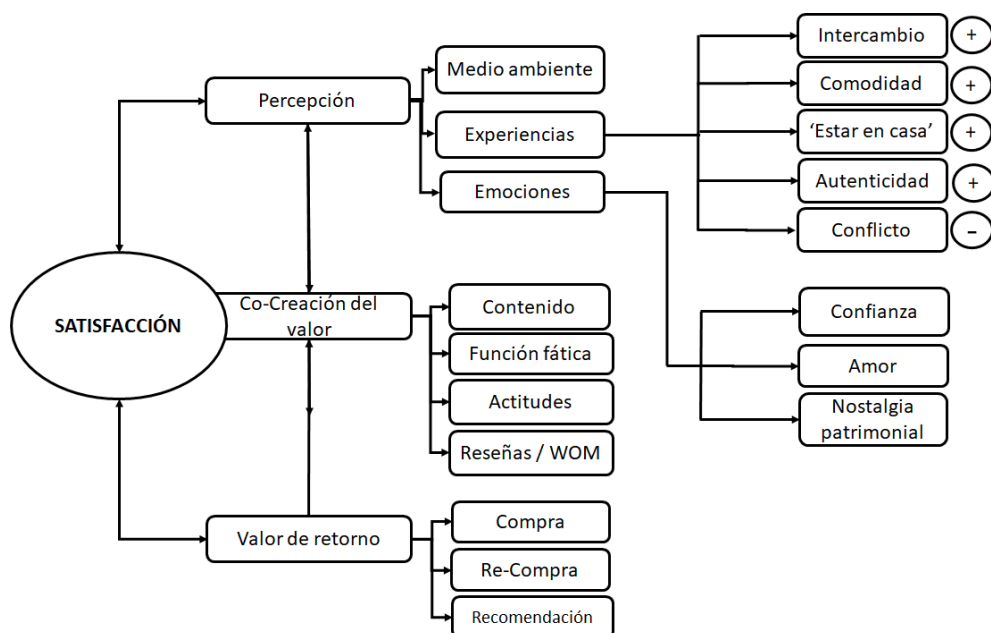 SATISFACCIÓN
Percepción
Medio ambiente
Experiencias
Emociones
Intercambio +
Comodidad +
‘Estar en casa’ +
Autenticidad +
Conflicto -
Confianza
Amor
Nostalgia
patrimonial
Co-Creación del
valor
Contenido
Función fática
Actitudes
Reseñas / WOM
Valor de retorno
Compra
Re-Compra
Recomendación